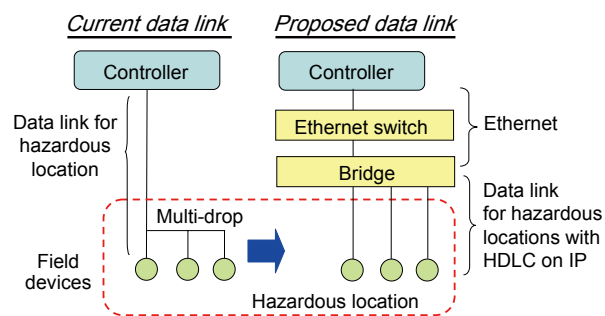 Current data link
Proposed data link
Controller
Controller
Data link for
hazardous
location
Ethernet switch
Ethernet
Bridge
Multi-drop
Data link
for hazardous
locations with
HDLC on IP
Field
devices
Hazardous location